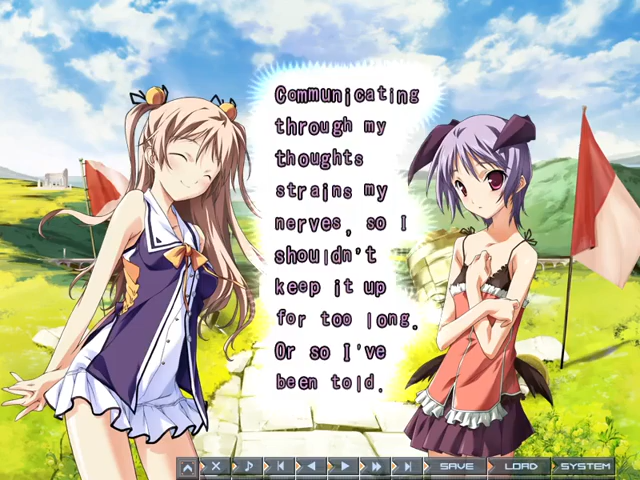 Communicating
through my
thoughts
strains my
nerves, so I
shouldn't
keep it up
for too long.
Or so I've
been told.
SAVE LOAD SYSTEM